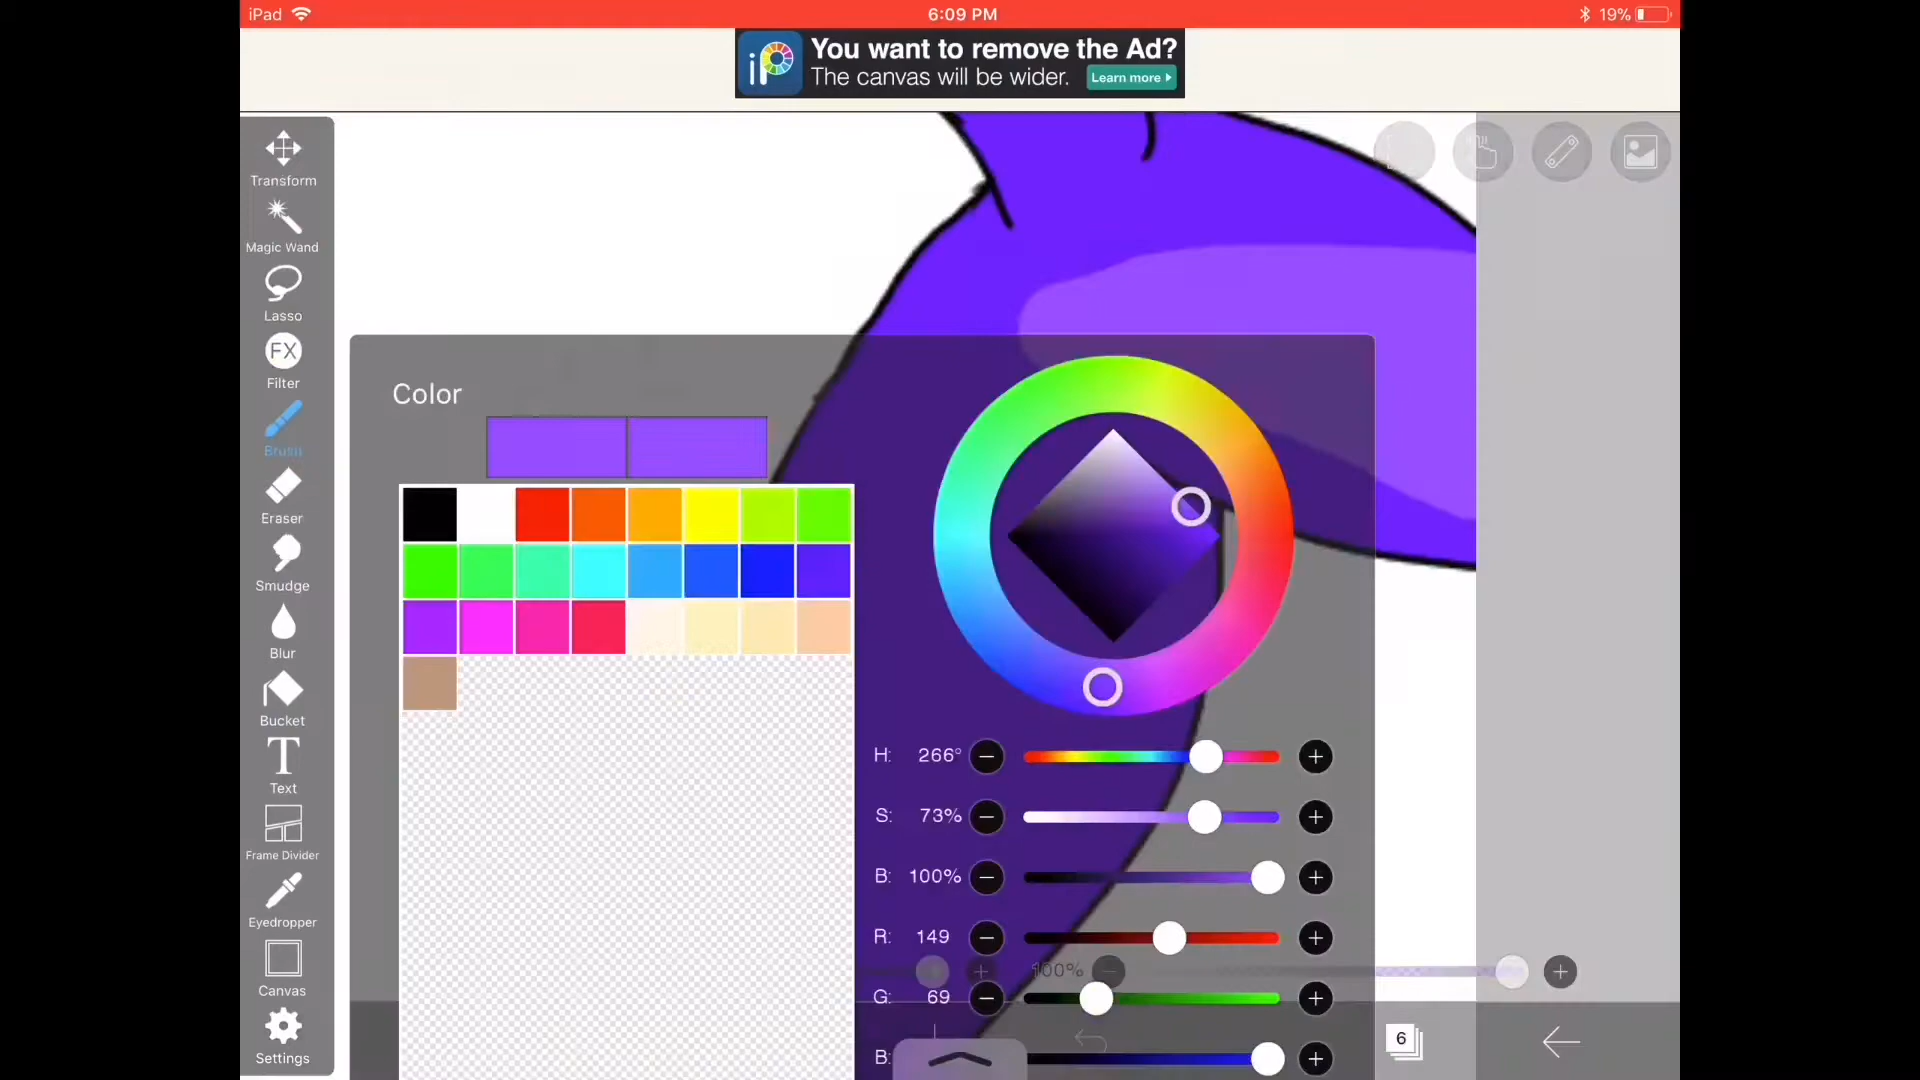 iPad
6:09 PM
19%
iP
You want to remove the Ad?
The canvas will be wider.
Learn more
Transform
Magic Wand
Lasso
FX
Filter
Brush
Eraser
Smudge
Blur
Bucket
T
Text
Frame Divider
Eyedropper
Canvas
Settings
Color
H: 266°
S: 73%
B: 100%
R: 149
100%
G: 69
B:
6